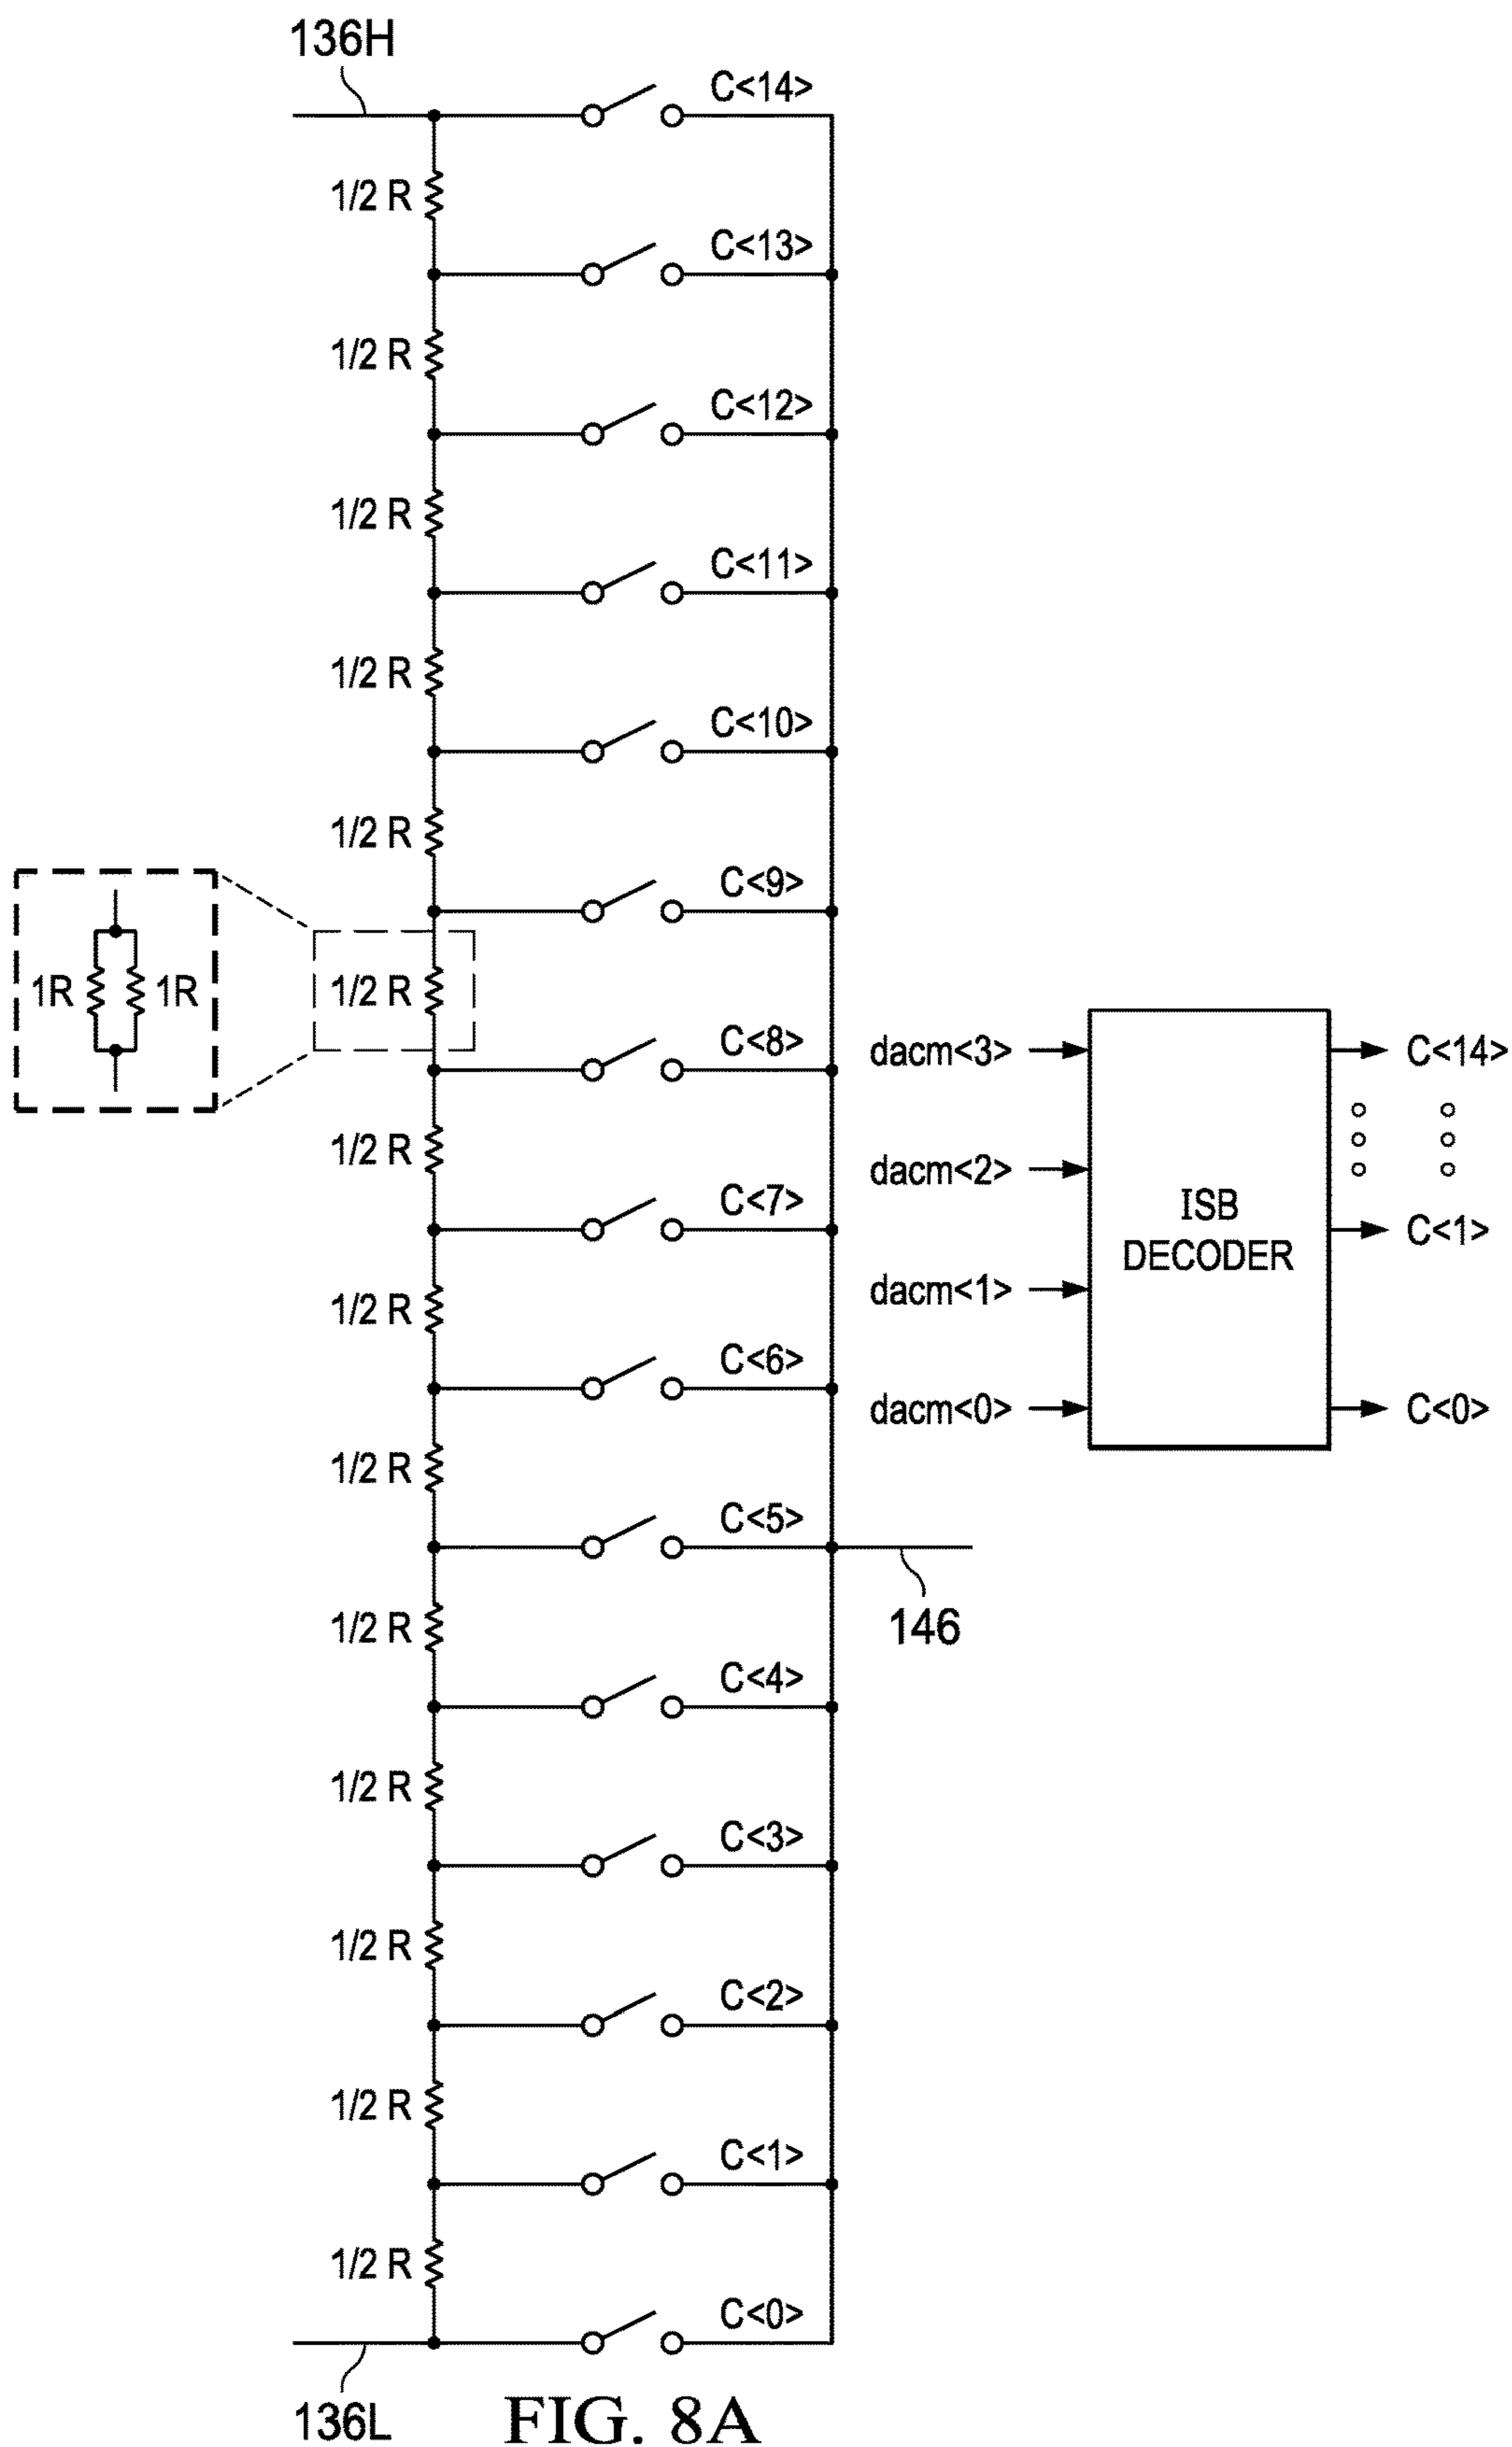 136H
C<14>
1/2 R
C<13>
1/2 R
C<12>
1/2 R
C<11>
1/2 R
C<10>
1/2 R
C<9>
1R 1R
1/2 R
C<8>
1/2 R
C<7>
1/2 R
C<6>
1/2 R
C<5>
146
1/2 R
C<4>
1/2 R
C<3>
1/2 R
C<2>
1/2 R
C<1>
1/2 R
C<0>
136L
dacm<3>
dacm<2>
dacm<1>
dacm<0>
ISB
DECODER
C<14>
C<1>
C<0>
FIG. 8A